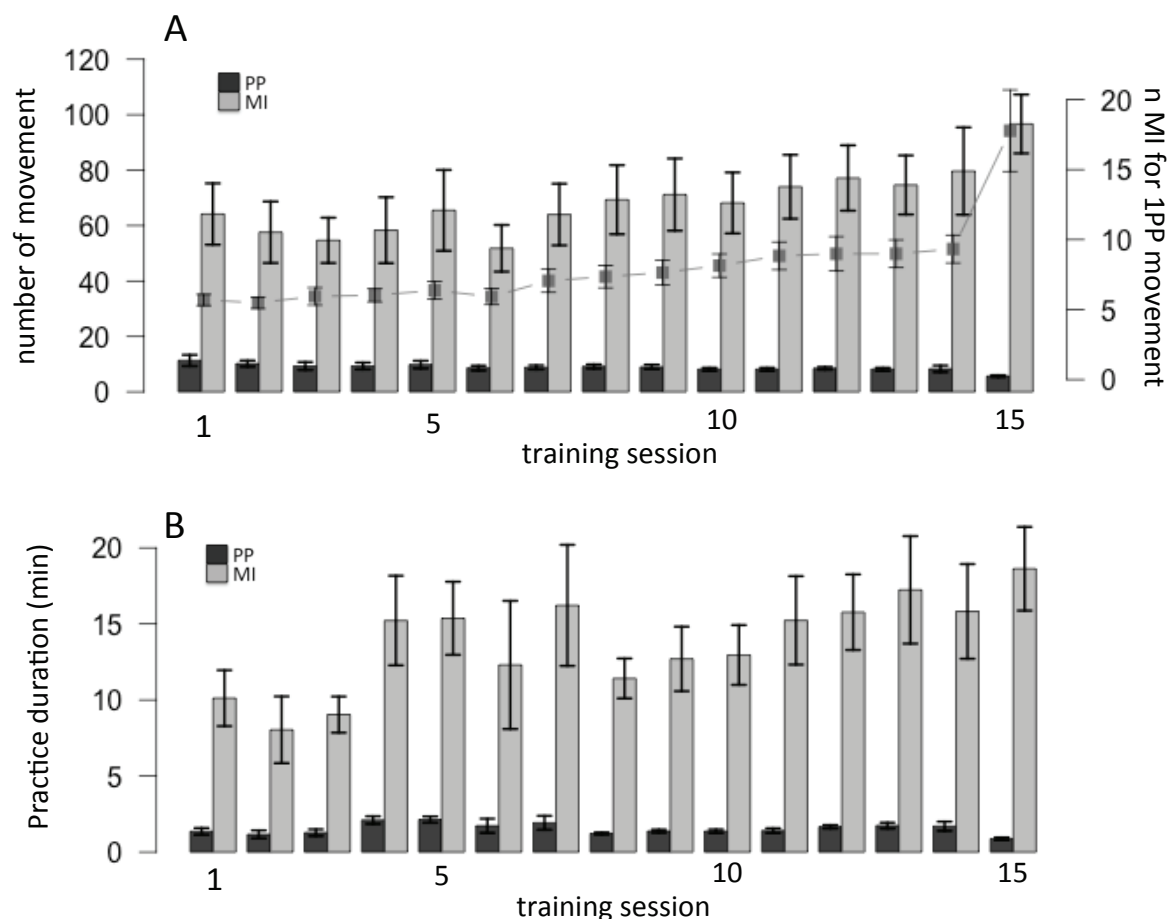 A
120
100
80
60
40
20
0
number of movement
PP
MI
20
15
10
5
0
n MI for 1PP movement
1 5 10 15
training session
B
20
15
10
5
0
Practice duration (min)
PP
MI
1 5 10 15
training session